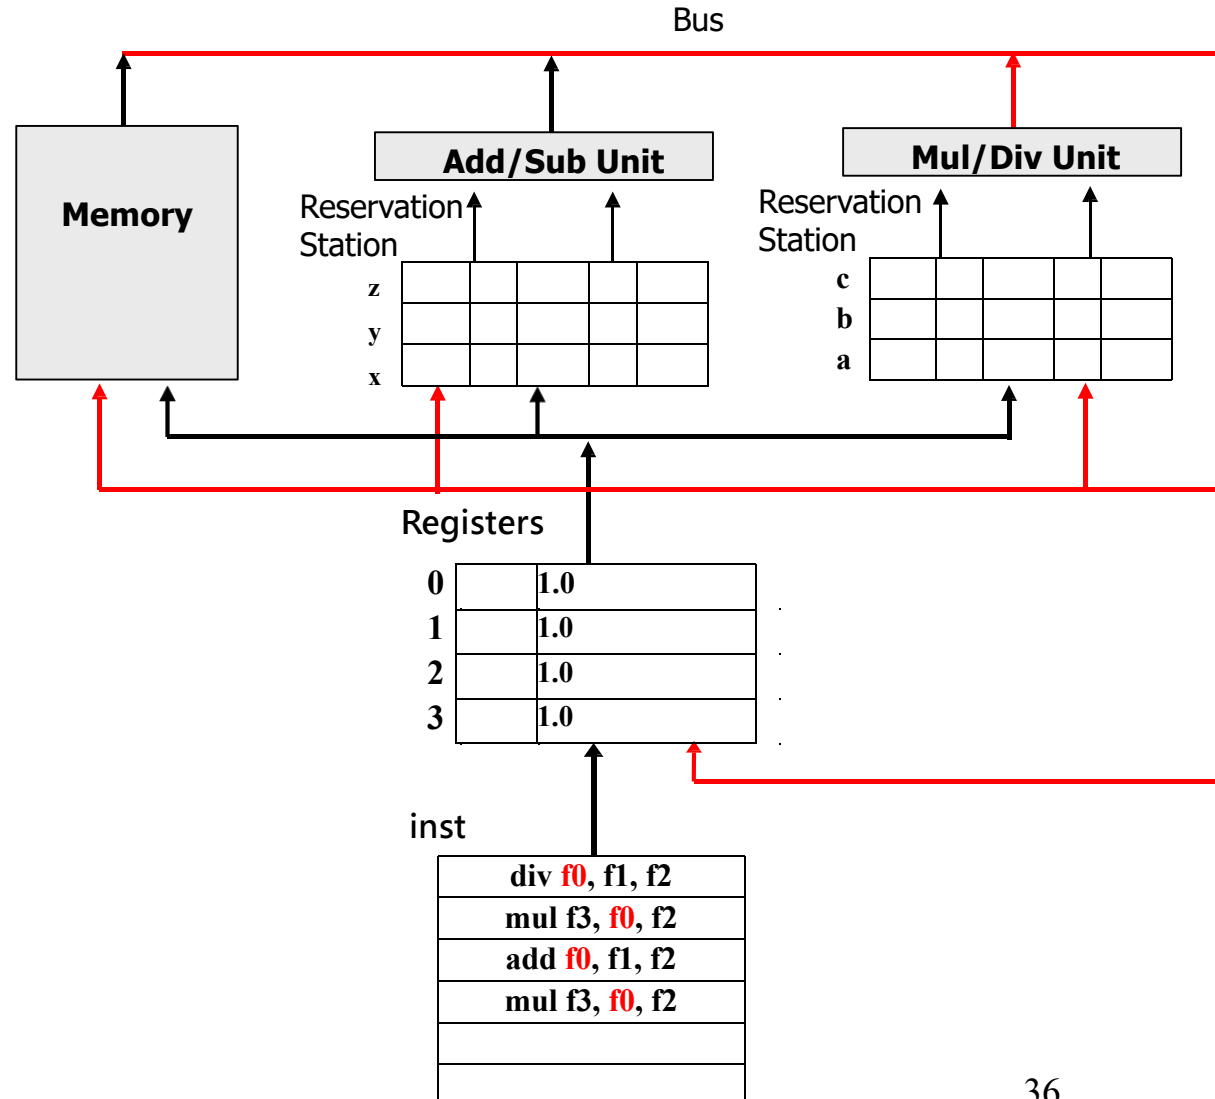 Bus
Memory
Add/Sub Unit
Mul/Div Unit
Reservation
Station
Reservation
Station
z
y
x
c
b
a
Registers
0 1.0
1 1.0
2 1.0
3 1.0
inst
div f0, f1, f2
mul f3, f0, f2
add f0, f1, f2
mul f3, f0, f2
36